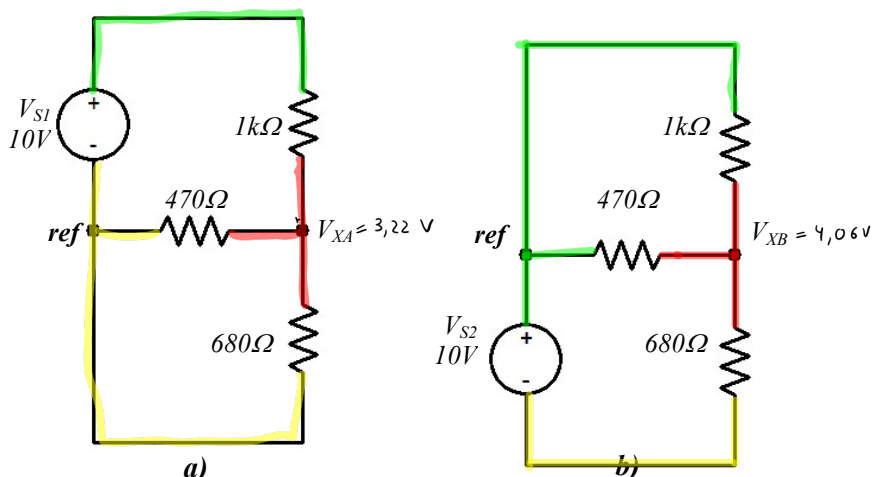 +
V_S1
10V
-
1kΩ
470Ω
ref
V_XA = 3,22 V
680Ω
a)
1kΩ
470Ω
ref
V_XB = 4,06V
V_S2
10V
+
-
680Ω
b)